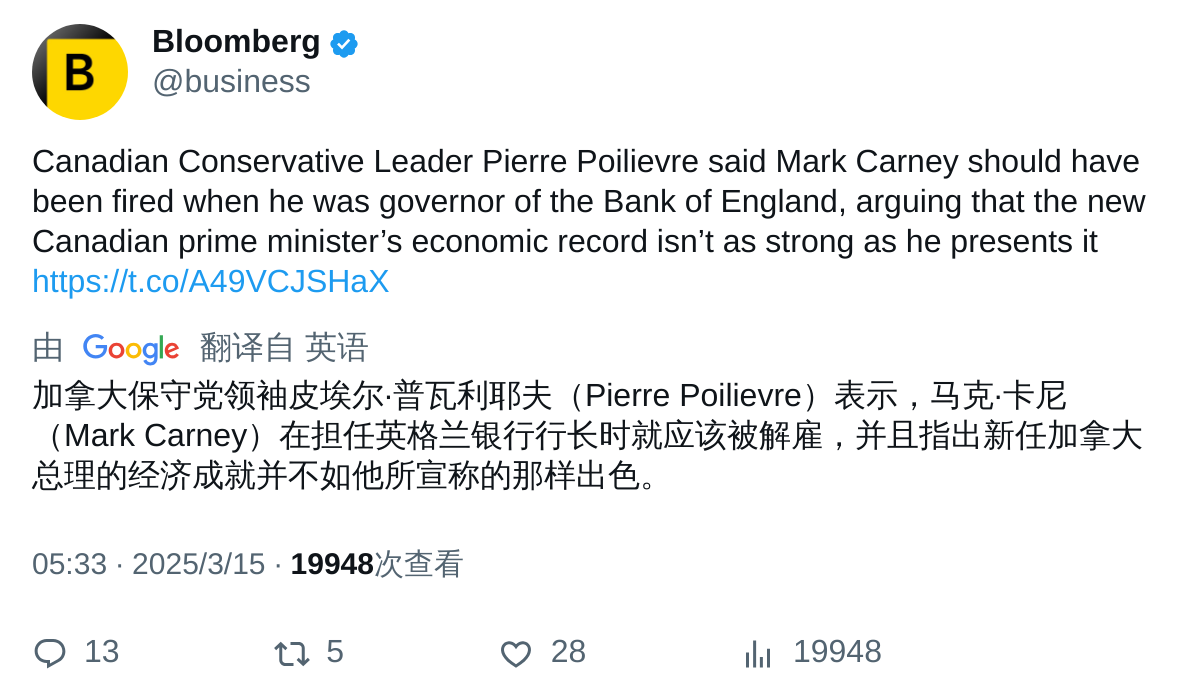 B
Bloomberg
@business
Canadian Conservative Leader Pierre Poilievre said Mark Carney should have
been fired when he was governor of the Bank of England, arguing that the new
Canadian prime minister’s economic record isn’t as strong as he presents it
https://t.co/A49VCJSHaX
由 Google 翻译自 英语
加拿大保守党领袖皮埃尔·普瓦利耶夫（Pierre Poilievre）表示，马克·卡尼
（Mark Carney）在担任英格兰银行行长时就应该被解雇，并且指出新任加拿大
总理的经济成就并不如他所宣称的那样出色。
05:33 · 2025/3/15 · 19948次查看
13 5 28 19948